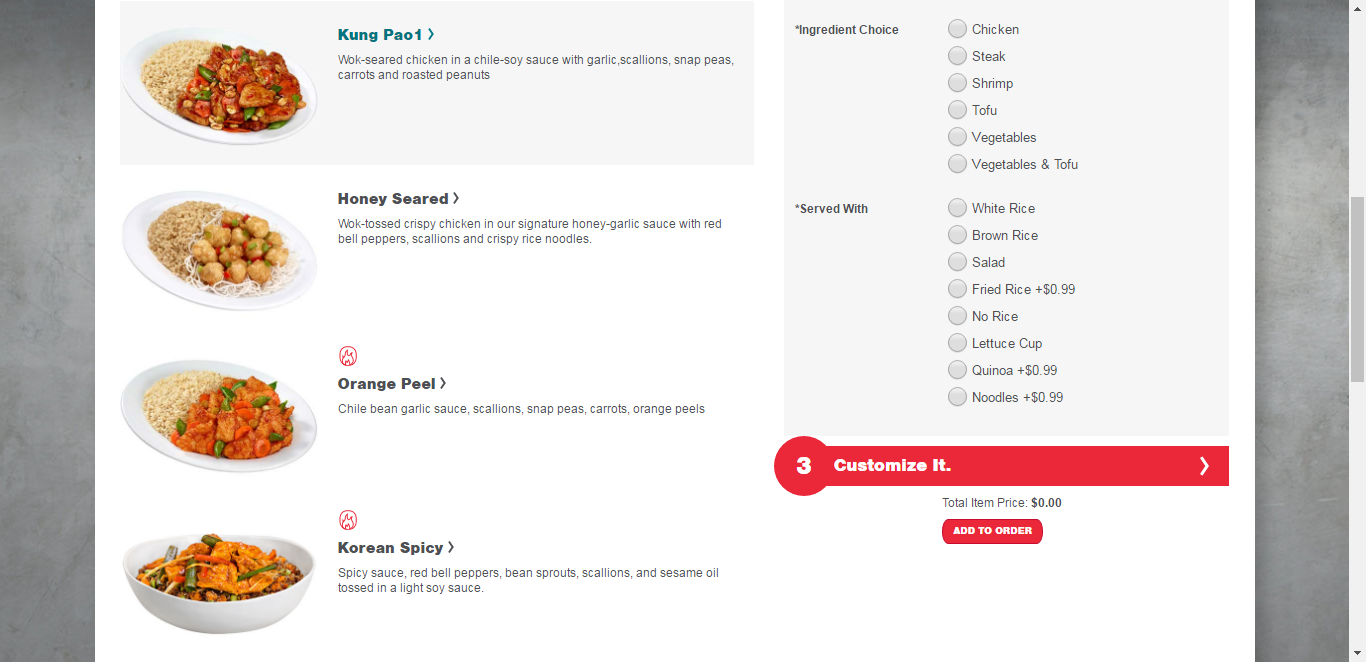 Kung Pao1
Wok-seared chicken in a chile-soy sauce with garlic,scallions, snap peas,
carrots and roasted peanuts
Honey Seared
Wok-tossed crispy chicken in our signature honey-garlic sauce with red
bell peppers, scallions and crispy rice noodles.
Orange Peel
Chile bean garlic sauce, scallions, snap peas, carrots, orange peels
Korean Spicy
Spicy sauce, red bell peppers, bean sprouts, scallions, and sesame oil
tossed in a light soy sauce.
*Ingredient Choice
Chicken
Steak
Shrimp
Tofu
Vegetables
Vegetables & Tofu
*Served With
White Rice
Brown Rice
Salad
Fried Rice +$0.99
No Rice
Lettuce Cup
Quinoa +$0.99
Noodles +$0.99
3 Customize It.
Total Item Price: $0.00
ADD TO ORDER